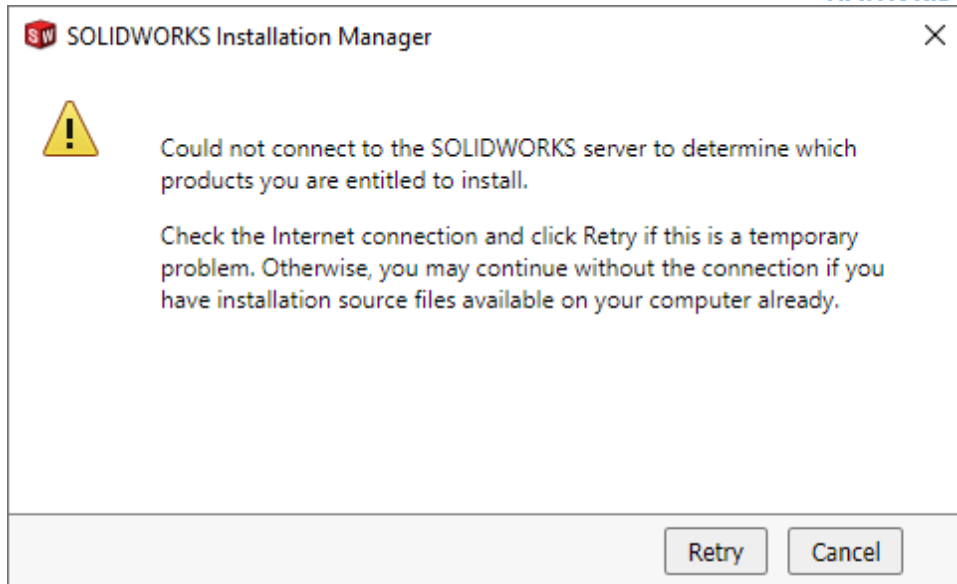 SW SOLIDWORKS Installation Manager
Could not connect to the SOLIDWORKS server to determine which
products you are entitled to install.
Check the Internet connection and click Retry if this is a temporary
problem. Otherwise, you may continue without the connection if you
have installation source files available on your computer already.
Retry Cancel